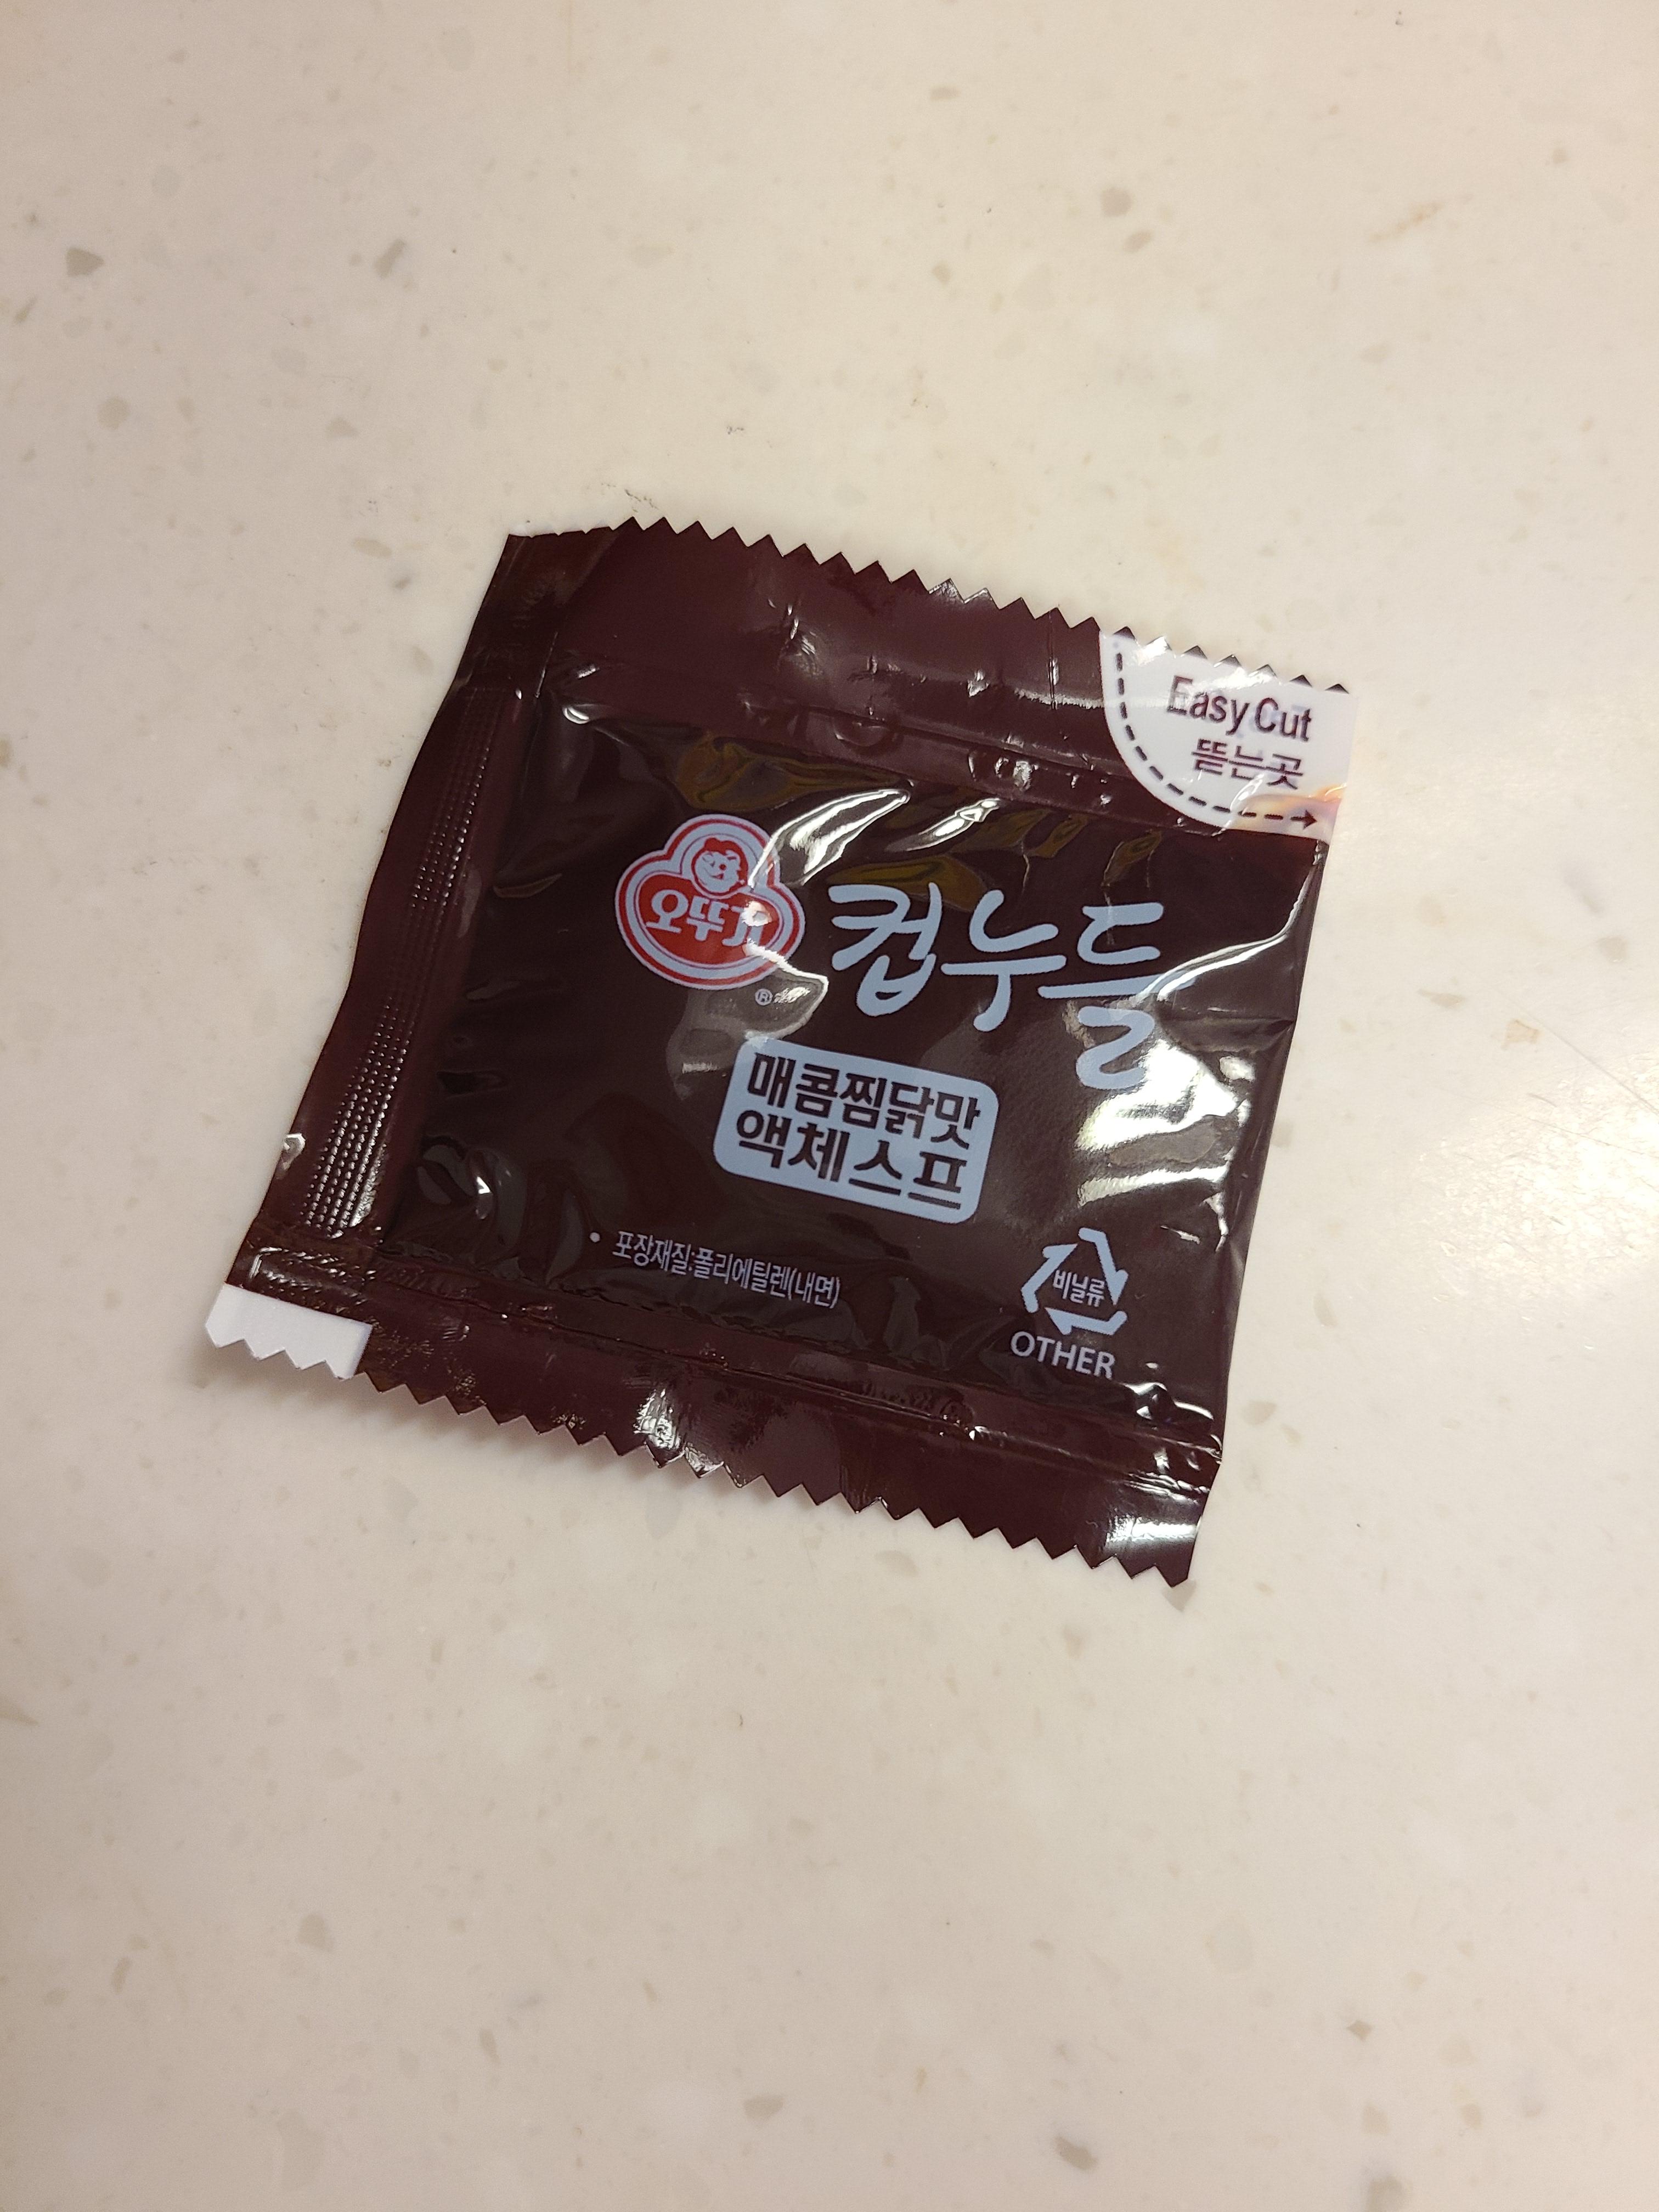 Easy Cut
뜯는곳
오뚜기
®
컵누들
매콤찜닭맛
액체스프
• 포장재질:폴리에틸렌(내면)
비닐류
OTHER